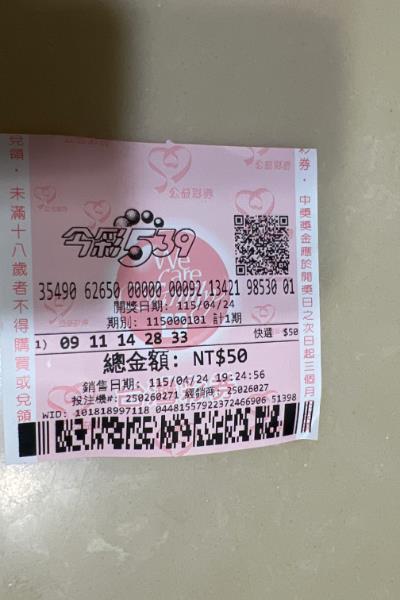 公益彩券
公益彩券
今彩539
We
Care
35490 62650 00000 00092 13421 98530 01
開獎日期: 115/04/24
期別: 115000101 計1期
1) 09 11 14 28 33 快選 $50
總金額: NT$50
銷售日期: 115/04/24 19:24:56
投注機#: 250260271 經銷商: 25026027
WID: 101818997118 04481557922372466906 51398
兌領・未滿十八歲者不得購買或兌領
彩券・中獎獎金應於開獎日之次日起三個月